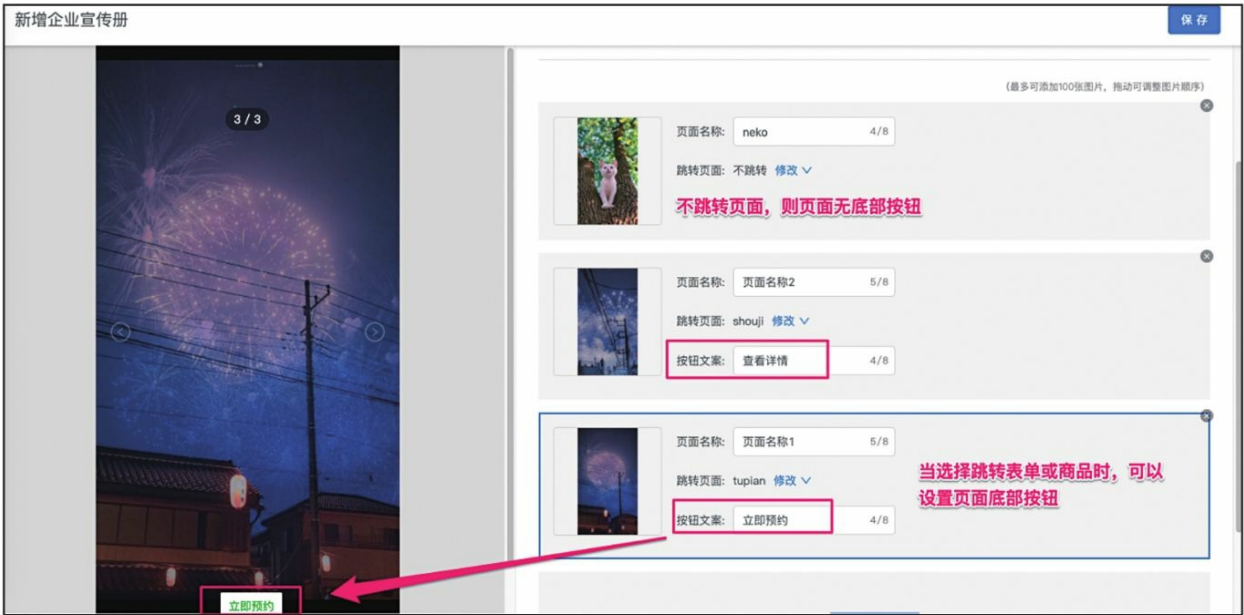 新增企业宣传册
保存
3 / 3
(最多可添加100张图片，拖动可调整图片顺序)
页面名称: neko 4/8
跳转页面: 不跳转 修改
不跳转页面，则页面无底部按钮
页面名称: 页面名称2 5/8
跳转页面: shouji 修改
按钮文案: 查看详情 4/8
页面名称: 页面名称1 5/8
跳转页面: tupian 修改
按钮文案: 立即预约 4/8
当选择跳转表单或商品时，可以
设置页面底部按钮
立即预约